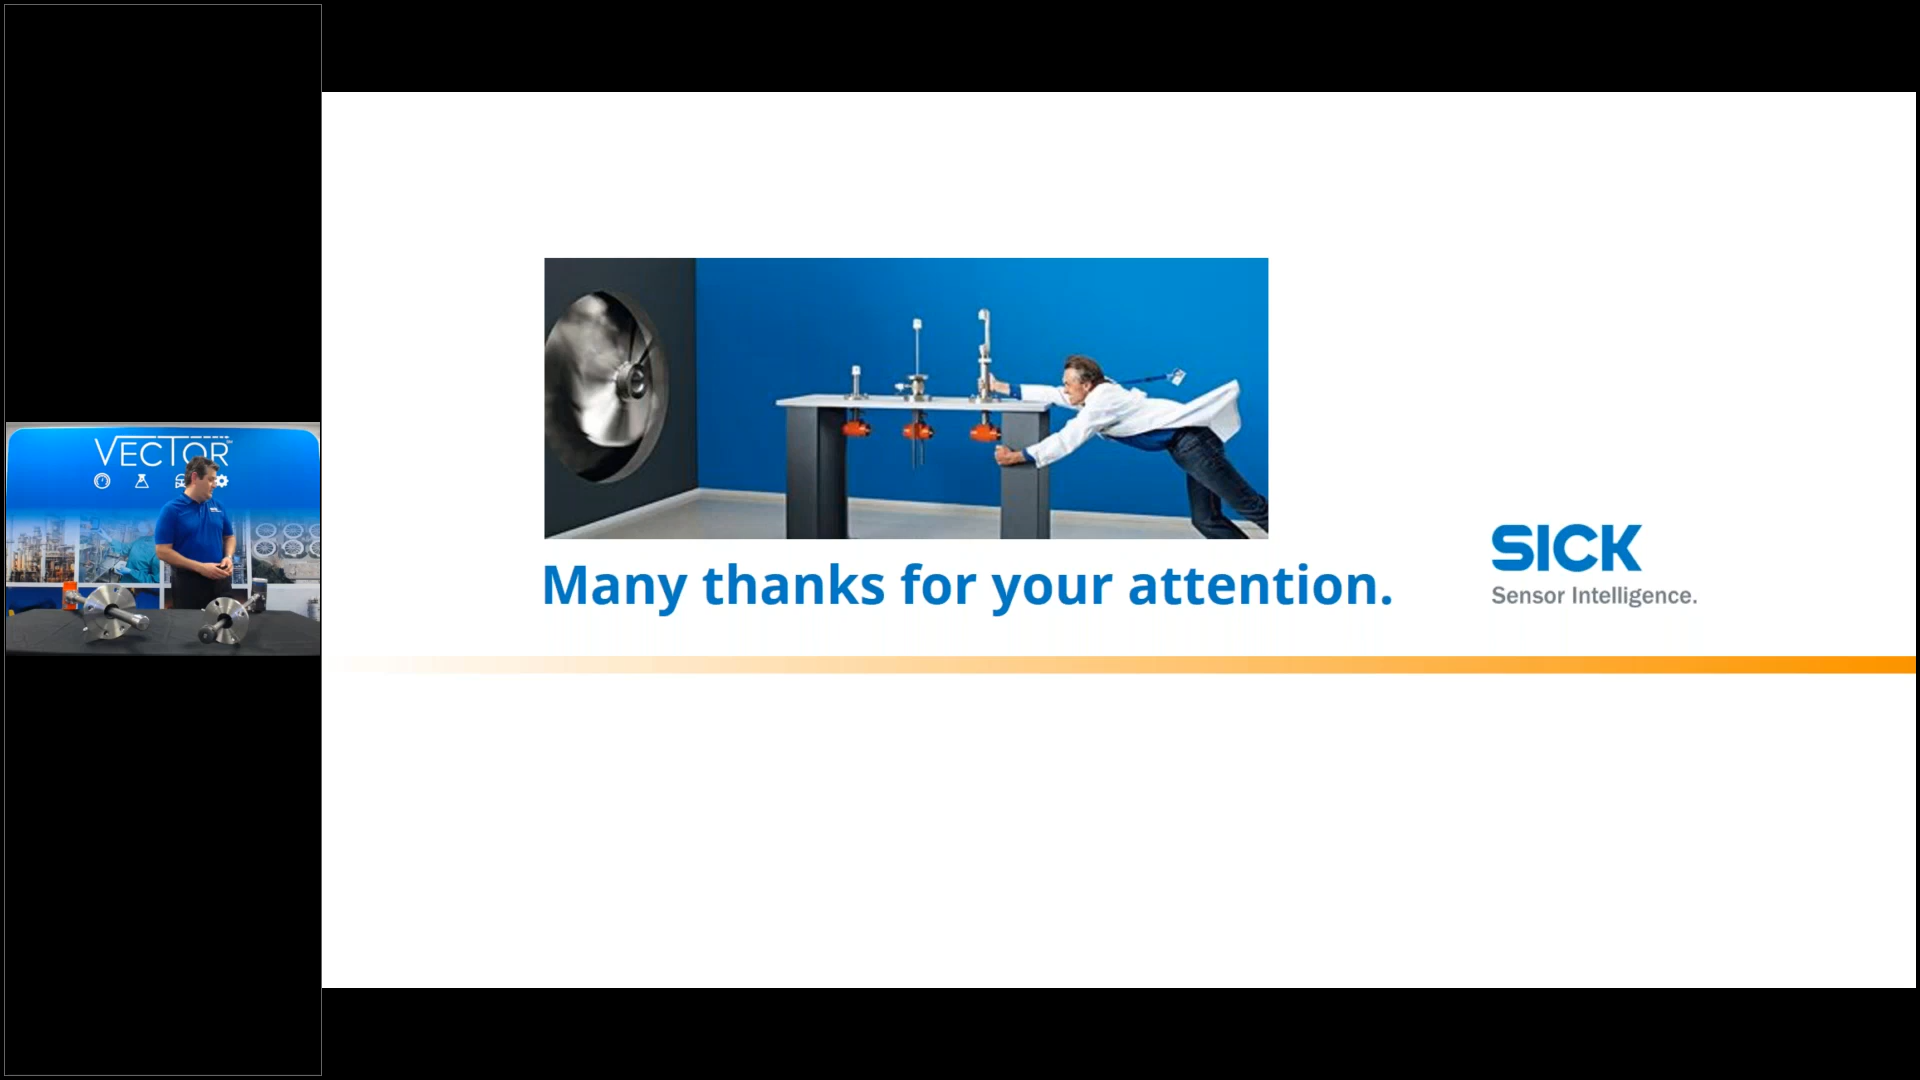 VECTOR
Many thanks for your attention.
SICK
Sensor Intelligence.